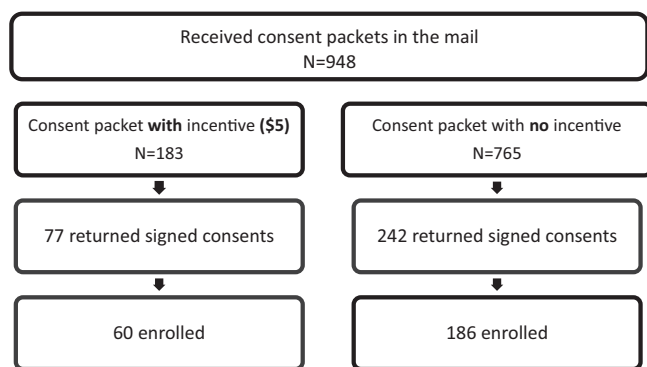 Received consent packets in the mail
N=948
Consent packet with incentive ($5)
N=183
Consent packet with no incentive
N=765
77 returned signed consents
242 returned signed consents
60 enrolled
186 enrolled